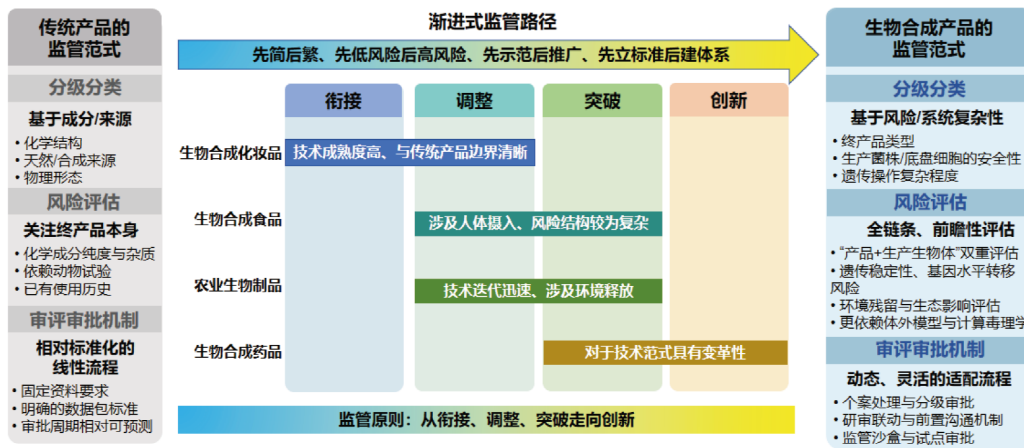 传统产品的
监管范式
分级分类
基于成分/来源
• 化学结构
• 天然/合成来源
• 物理形态
风险评估
关注终产品本身
• 化学成分纯度与杂质
• 依赖动物试验
• 已有使用历史
审评审批机制
相对标准化的
线性流程
• 固定资料要求
• 明确的数据包标准
• 审批周期相对可预测
渐进式监管路径
先简后繁、先低风险后高风险、先示范后推广、先立标准后建体系
衔接
调整
突破
创新
生物合成化妆品
技术成熟度高、与传统产品边界清晰
生物合成食品
涉及人体摄入、风险结构较为复杂
农业生物制品
技术迭代迅速、涉及环境释放
生物合成药品
对于技术范式具有变革性
监管原则：从衔接、调整、突破走向创新
生物合成产品的
监管范式
分级分类
基于风险/系统复杂性
• 终产品类型
• 生产菌株/底盘细胞的安全性
• 遗传操作复杂程度
风险评估
全链条、前瞻性评估
• “产品+生产生物体”双重评估
• 遗传稳定性、基因水平转移
风险
• 环境残留与生态影响评估
• 更依赖体外模型与计算毒理学
审评审批机制
动态、灵活的适配流程
• 个案处理与分级审批
• 研审联动与前置沟通机制
• 监管沙盒与试点审批